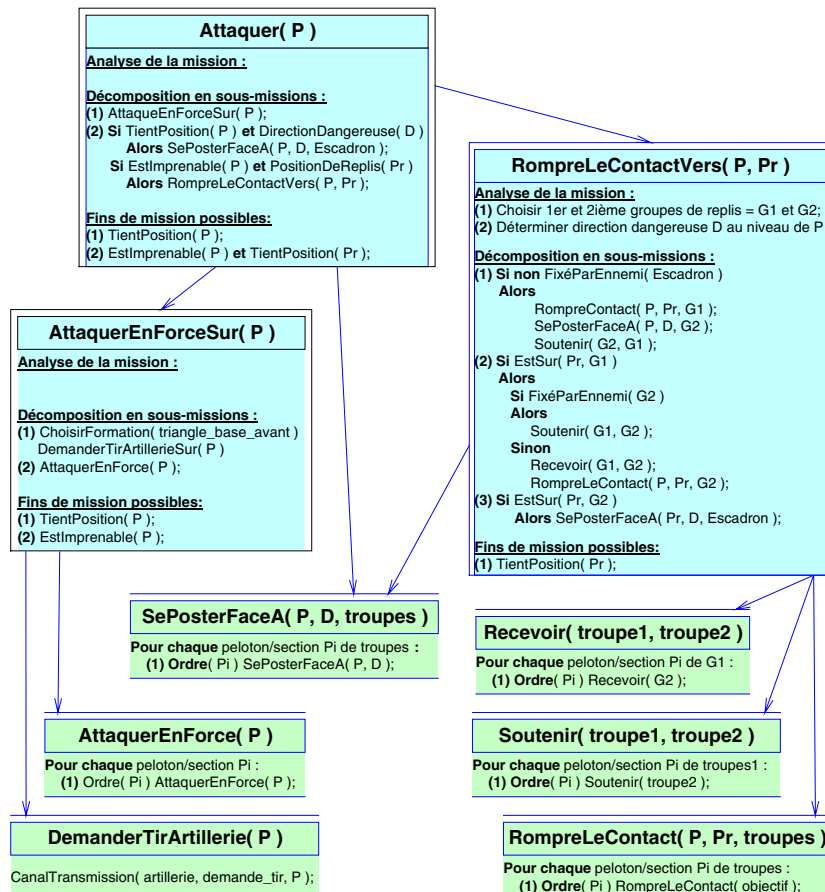 Attaquer( P )
Analyse de la mission :
Décomposition en sous-missions :
(1) AttaqueEnForceSur( P );
(2) Si TientPosition( P ) et DirectionDangereuse( D )
Alors SePosterFaceA( P, D, Escadron );
Si EstImprenable( P ) et PositionDeReplis( Pr )
Alors RompreLeContactVers( P, Pr );
Fins de mission possibles:
(1) TientPosition( P );
(2) EstImprenable( P ) et TientPosition( Pr );
RompreLeContactVers( P, Pr )
Analyse de la mission :
(1) Choisir 1er et 2ième groupes de replis = G1 et G2;
(2) Déterminer direction dangereuse D au niveau de P
Décomposition en sous-missions :
(1) Si non FixéParEnnemi( Escadron )
Alors
RompreContact( P, Pr, G1 );
SePosterFaceA( P, D, G2 );
Soutenir( G2, G1 );
(2) Si EstSur( Pr, G1 )
Alors
Si FixéParEnnemi( G2 )
Alors
Soutenir( G1, G2 );
Sinon
Recevoir( G1, G2 );
RompreLeContact( P, Pr, G2 );
(3) Si EstSur( Pr, G2 )
Alors SePosterFaceA( Pr, D, Escadron );
Fins de mission possibles:
(1) TientPosition( Pr );
AttaquerEnForceSur( P )
Analyse de la mission :
Décomposition en sous-missions :
(1) ChoisirFormation( triangle_base_avant )
DemanderTirArtillerieSur( P )
(2) AttaquerEnForce( P );
Fins de mission possibles:
(1) TientPosition( P );
(2) EstImprenable( P );
SePosterFaceA( P, D, troupes )
Pour chaque peloton/section Pi de troupes :
(1) Ordre( Pi ) SePosterFaceA( P, D );
Recevoir( troupe1, troupe2 )
Pour chaque peloton/section Pi de G1 :
(1) Ordre( Pi ) Recevoir( G2 );
AttaquerEnForce( P )
Pour chaque peloton/section Pi :
(1) Ordre( Pi ) AttaquerEnForce( P );
Soutenir( troupe1, troupe2 )
Pour chaque peloton/section Pi de troupes1 :
(1) Ordre( Pi ) Soutenir( troupe2 );
DemanderTirArtillerie( P )
CanalTransmission( artillerie, demande_tir, P );
RompreLeContact( P, Pr, troupes )
Pour chaque peloton/section Pi de troupes :
(1) Ordre( Pi ) RompreLeContact( objectif );